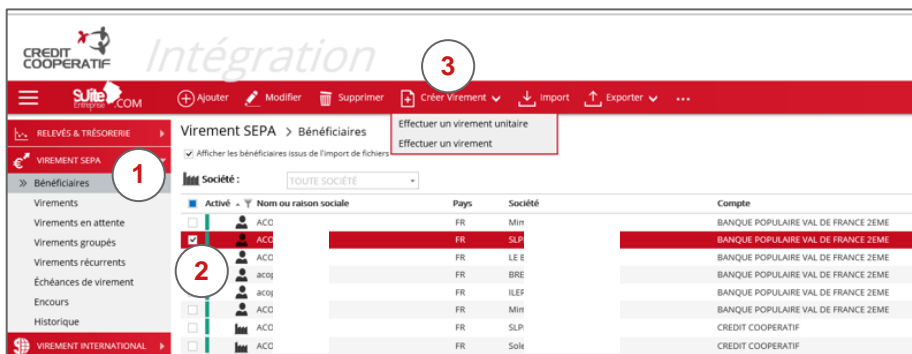 CREDIT
COOPERATIF
Intégration
3
SUite
Entreprise .COM
Ajouter Modifier Supprimer Créer Virement Import Exporter ...
RELEVÉS & TRÉSORERIE
Virement SEPA > Bénéficiaires
Effectuer un virement unitaire
Effectuer un virement
VIREMENT SEPA
1
Afficher les bénéficiaires issus de l'import de fichiers
Bénéficiaires
Société : TOUTE SOCIÉTÉ
Virements
Activé Nom ou raison sociale Pays Société Compte
Virements en attente
ACO FR BANQUE POPULAIRE VAL DE FRANCE 2EME
Virements groupés
ACO FR SLP BANQUE POPULAIRE VAL DE FRANCE 2EME
Virements récurrents
2
ACO FR LE BANQUE POPULAIRE VAL DE FRANCE 2EME
Échéances de virement
acop FR BRE BANQUE POPULAIRE VAL DE FRANCE 2EME
Encours
acop FR BANQUE POPULAIRE VAL DE FRANCE 2EME
Historique
ACO FR BANQUE POPULAIRE VAL DE FRANCE 2EME
ACO FR SLP CREDIT COOPERATIF
VIREMENT INTERNATIONAL
ACO FR Sole CREDIT COOPERATIF